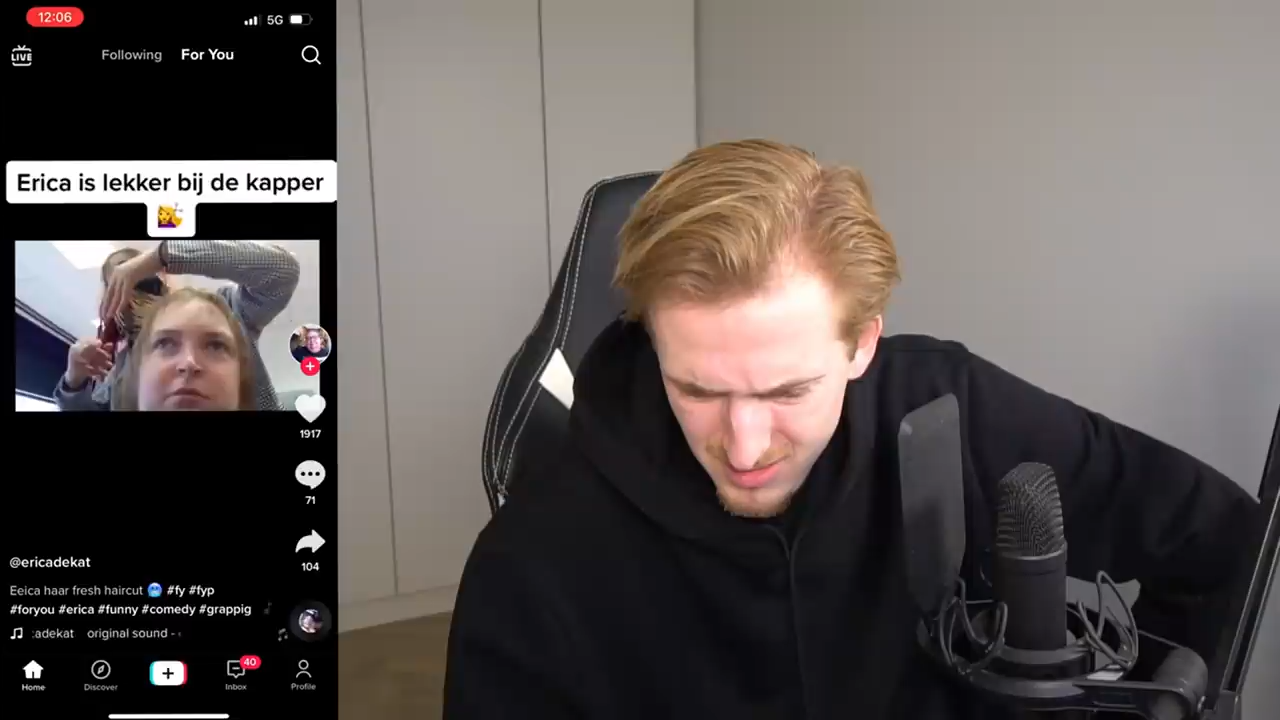 12:06
5G
LIVE
Following
For You
Erica is lekker bij de kapper
1917
71
104
@ericadekat
Eeica haar fresh haircut #fy #fyp
#foryou #erica #funny #comedy #grappig
:adekat original sound -
40
Home
Discover
Inbox
Profile